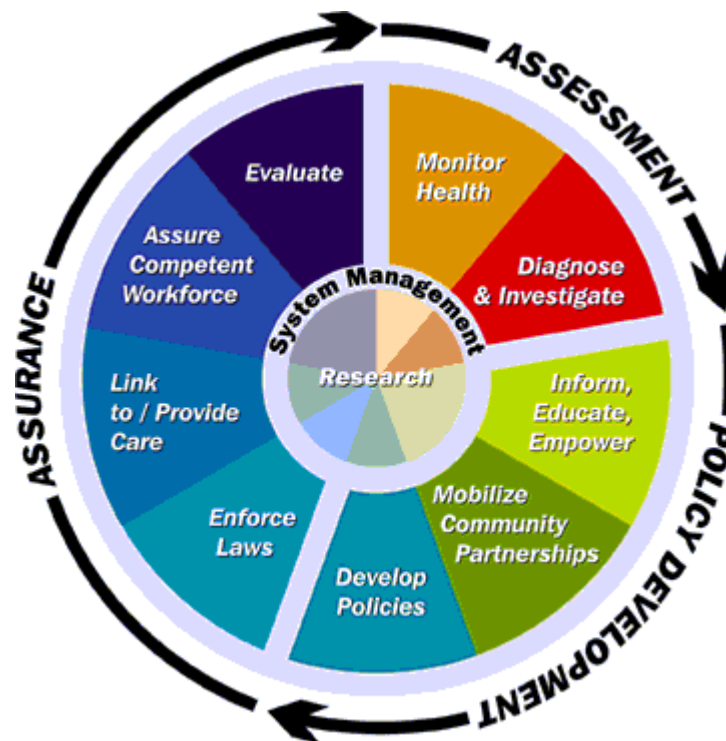 ASSESSMENT
Monitor
Health
Diagnose
& Investigate
POLICY DEVELOPMENT
Inform,
Educate,
Empower
Mobilize
Community
Partnerships
Develop
Policies
ASSURANCE
Enforce
Laws
Link
to / Provide
Care
Assure
Competent
Workforce
Evaluate
System Management
Research